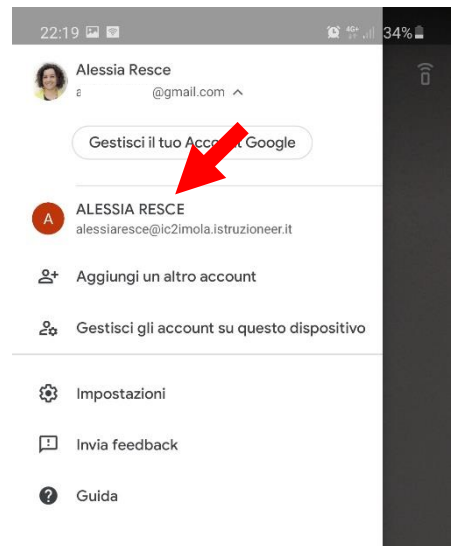 22:19 4G+ 34%
Alessia Resce
a @gmail.com
Gestisci il tuo Account Google
ALESSIA RESCE
A
alessiaresce@ic2imola.istruzioneer.it
Aggiungi un altro account
Gestisci gli account su questo dispositivo
Impostazioni
Invia feedback
Guida